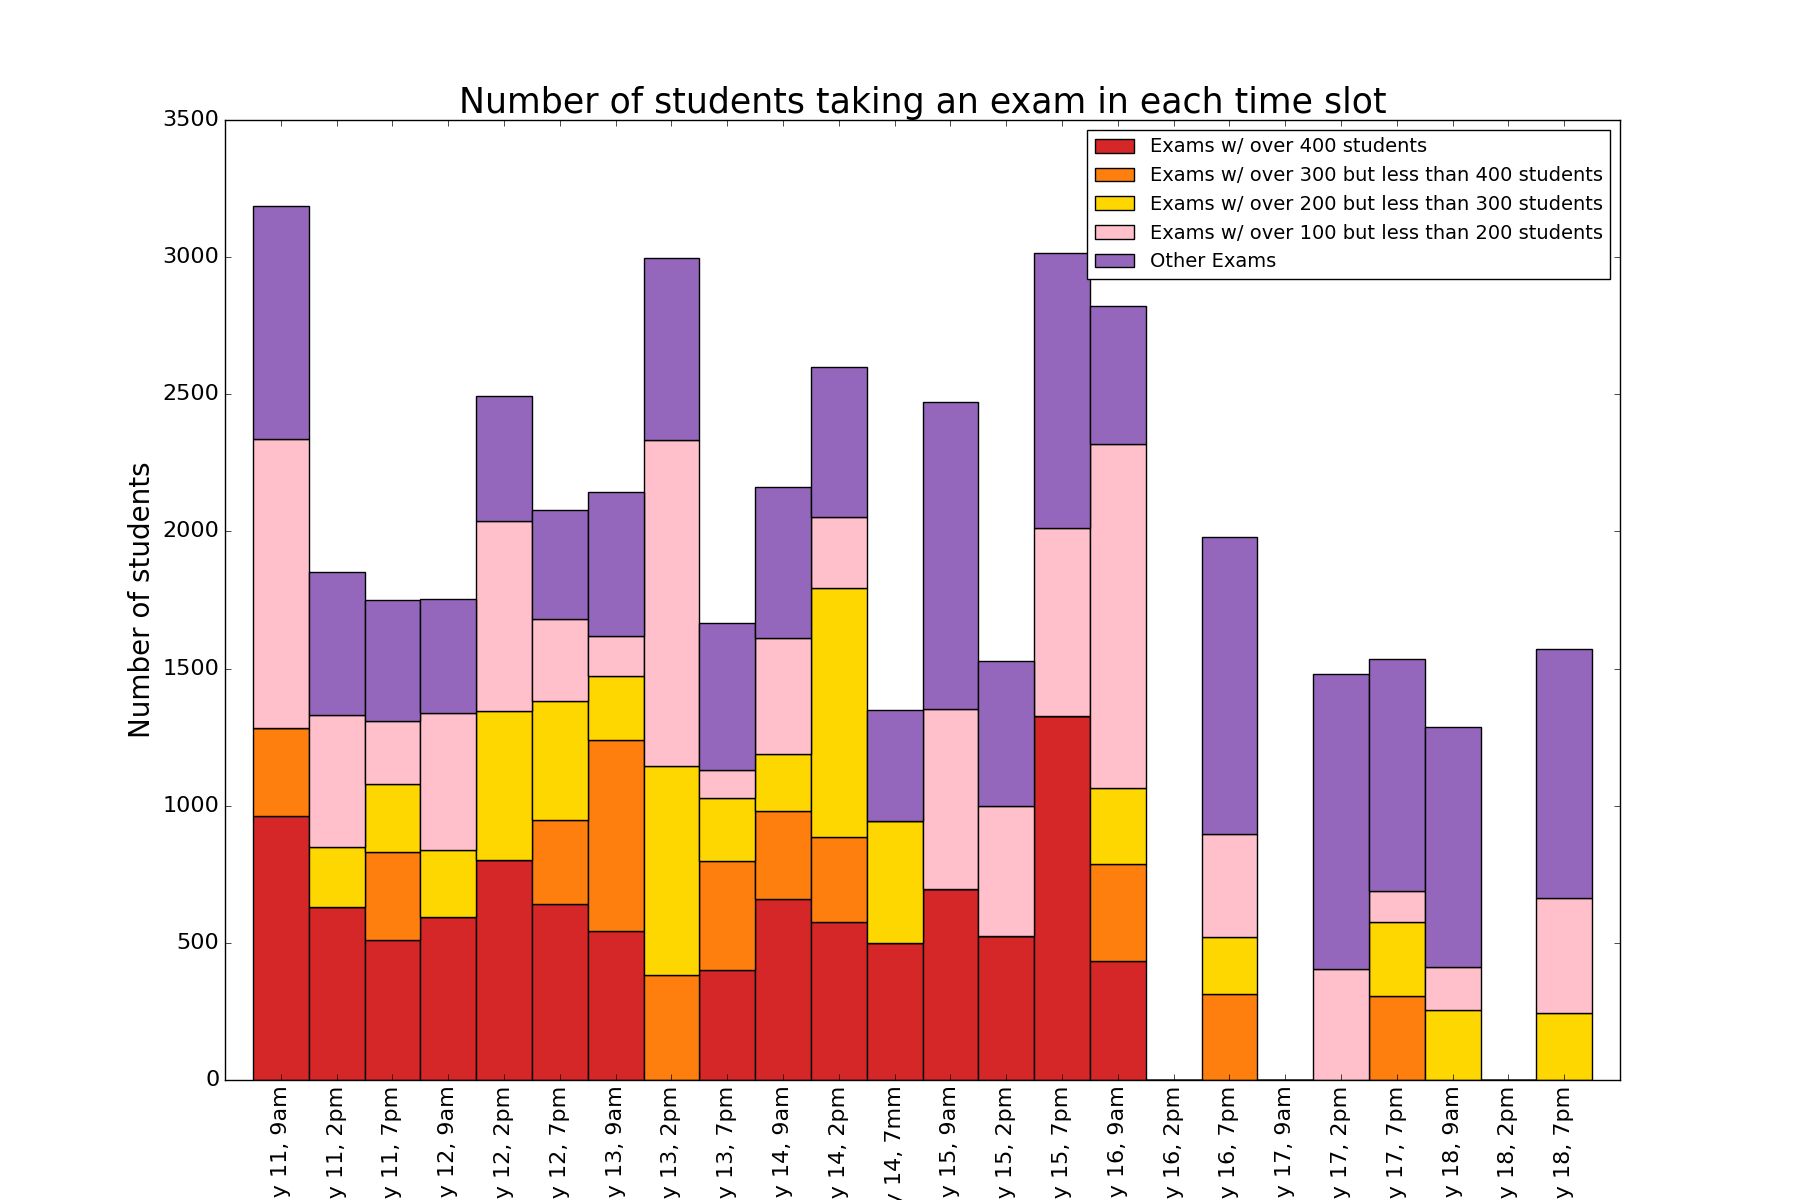 Number of students taking an exam in each time slot
3500
3000
2500
2000
1500
1000
500
0
Number of students
Exams w/ over 400 students
Exams w/ over 300 but less than 400 students
Exams w/ over 200 but less than 300 students
Exams w/ over 100 but less than 200 students
Other Exams
y 11, 9am
y 11, 2pm
y 11, 7pm
y 12, 9am
y 12, 2pm
y 12, 7pm
y 13, 9am
y 13, 2pm
y 13, 7pm
y 14, 9am
y 14, 2pm
y 14, 7mm
y 15, 9am
y 15, 2pm
y 15, 7pm
y 16, 9am
y 16, 2pm
y 16, 7pm
y 17, 9am
y 17, 2pm
y 17, 7pm
y 18, 9am
y 18, 2pm
y 18, 7pm